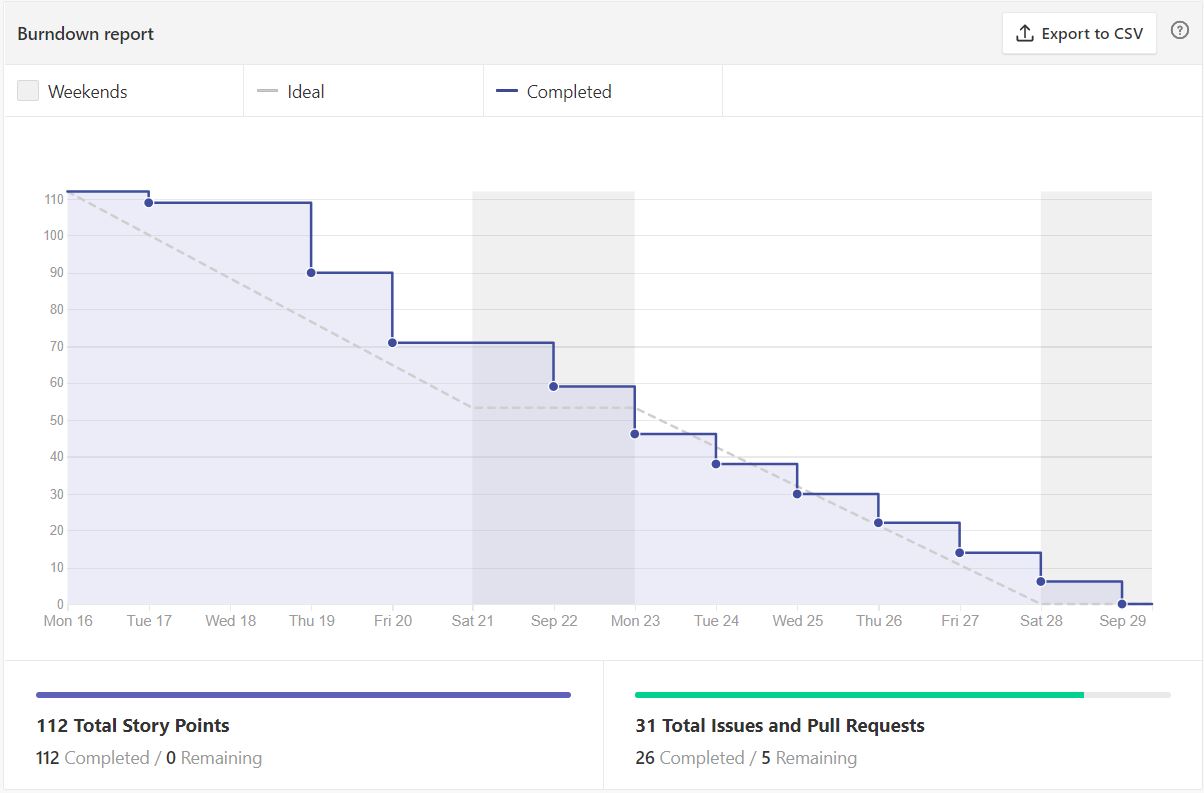 Burndown report
Export to CSV
?
Weekends
Ideal
Completed
110
100
90
80
70
60
50
40
30
20
10
0
Mon 16 Tue 17 Wed 18 Thu 19 Fri 20 Sat 21 Sep 22 Mon 23 Tue 24 Wed 25 Thu 26 Fri 27 Sat 28 Sep 29
112 Total Story Points
112 Completed / 0 Remaining
31 Total Issues and Pull Requests
26 Completed / 5 Remaining